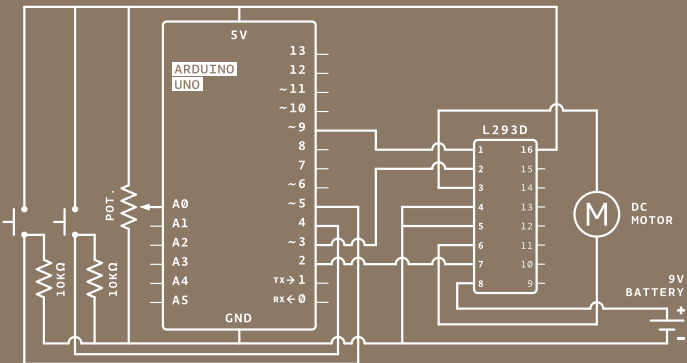 5V
ARDUINO
UNO
13
12
~11
~10
~9
8
7
~6
~5
4
~3
2
TX→1
RX←0
A0
A1
A2
A3
A4
A5
GND
POT.
10KΩ
10KΩ
L293D
1 16
2 15
3 14
4 13
5 12
6 11
7 10
8 9
M
DC
MOTOR
9V
BATTERY
+
-